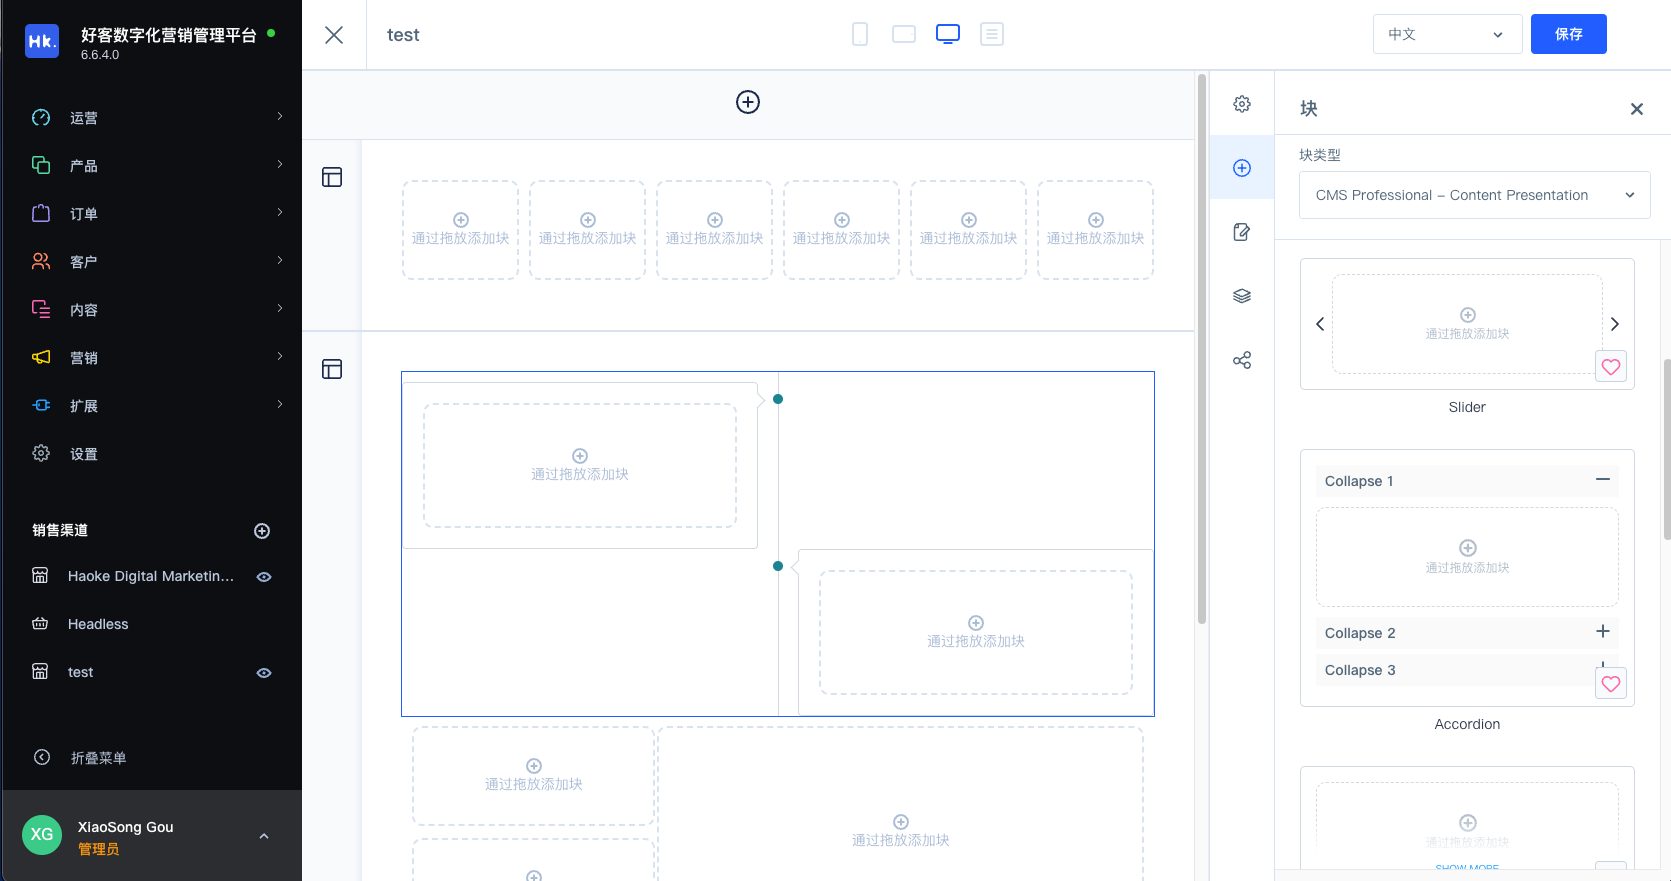 Hk.
好客数字化营销管理平台
6.6.4.0
运营
产品
订单
客户
内容
营销
扩展
设置
销售渠道
Haoke Digital Marketin...
Headless
test
折叠菜单
XG
XiaoSong Gou
管理员
test
中文
保存
通过拖放添加块
通过拖放添加块
通过拖放添加块
通过拖放添加块
通过拖放添加块
通过拖放添加块
通过拖放添加块
通过拖放添加块
通过拖放添加块
通过拖放添加块
块
块类型
CMS Professional – Content Presentation
通过拖放添加块
Slider
Collapse 1
通过拖放添加块
Collapse 2
Collapse 3
Accordion
通过拖放添加块
SHOW MORE